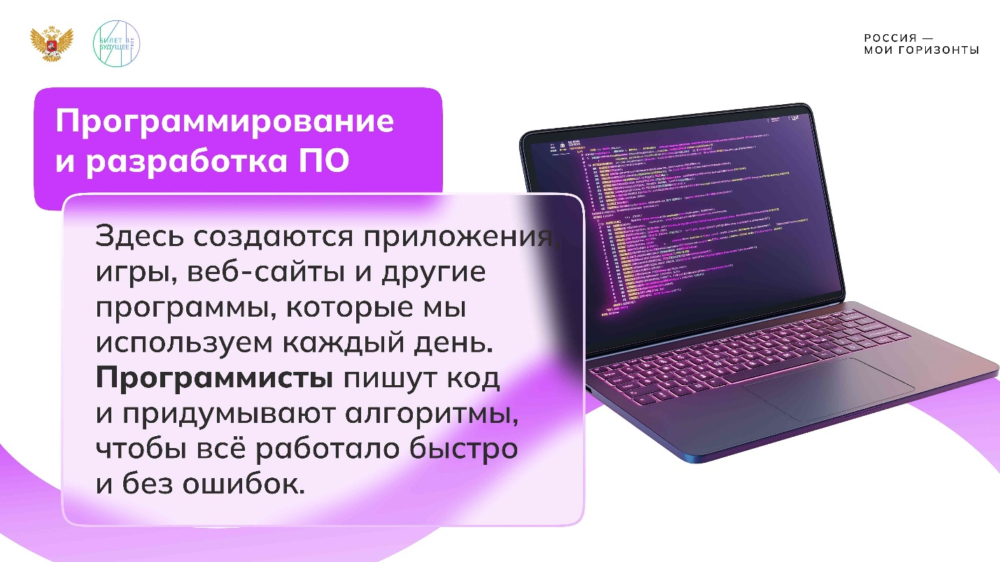 БИЛЕТ В
БУДУЩЕЕ
ТВОЁ
РОССИЯ —
МОИ ГОРИЗОНТЫ
Программирование
и разработка ПО
Здесь создаются приложения,
игры, веб-сайты и другие
программы, которые мы
используем каждый день.
Программисты пишут код
и придумывают алгоритмы,
чтобы всё работало быстро
и без ошибок.